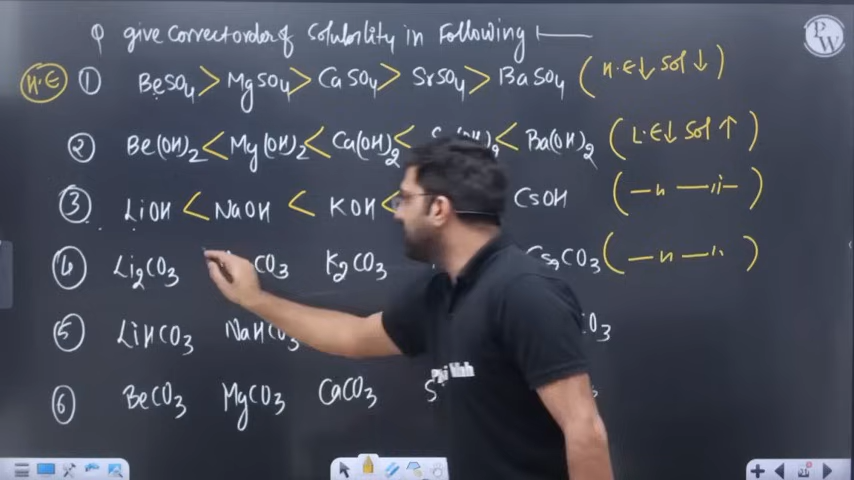 Q give Correct order of Solubility in Following
PW
H.E ① BeSO4 > MgSO4 > CaSO4 > SrSO4 > BaSO4 (H.E↓ Sol ↓)
② Be(OH)2 < Mg(OH)2 < Ca(OH)2 < < Ba(OH)2 (L.E↓ Sol ↑)
③ LiOH < NaOH < KOH < CsOH (—〃—〃—)
Li2CO3 CO3 K2CO3 CO3 (—〃—〃—)
⑤ LiHCO3 NaHCO3
⑥ BeCO3 MgCO3 CaCO3